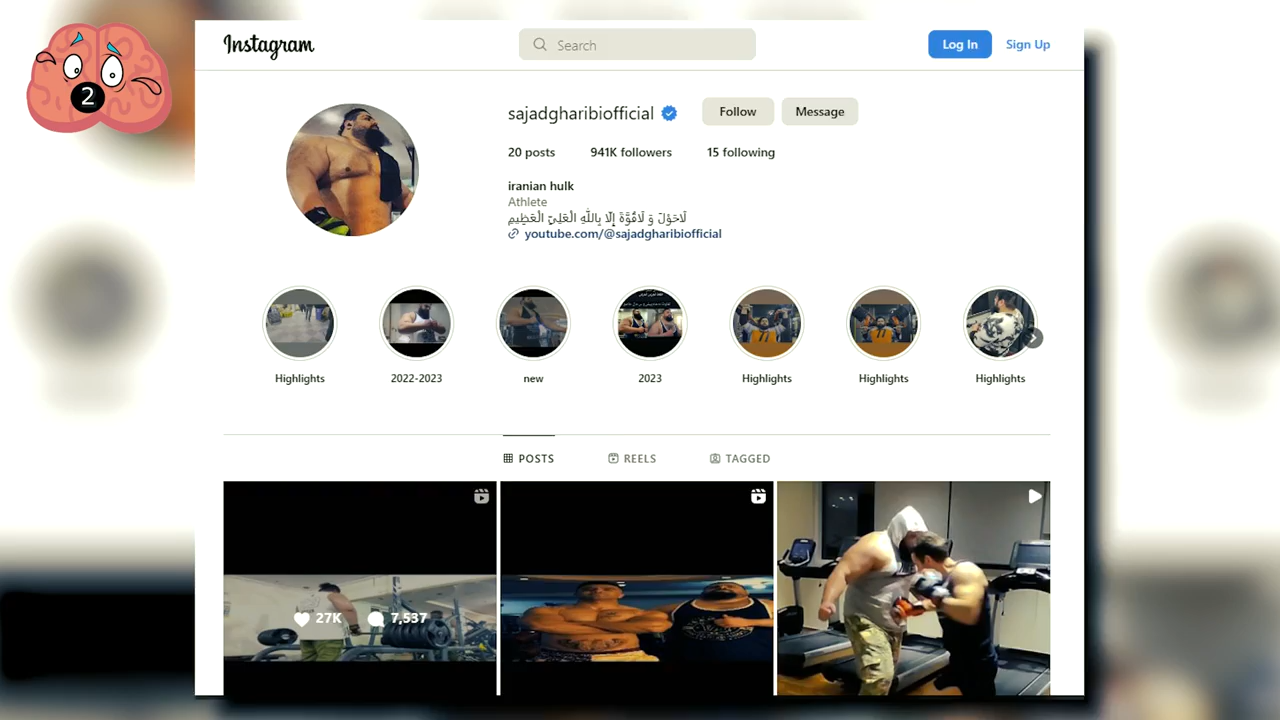 2
Instagram
Search
Log In
Sign Up
sajadgharibiofficial
Follow
Message
20 posts
941K followers
15 following
iranian hulk
Athlete
لَاحَوْلَ وَ لَاقُوَّةَ إِلَّا بِاللّٰهِ الْعَلِيِّ الْعَظِيمِ
youtube.com/@sajadgharibiofficial
Highlights
2022-2023
new
2023
Highlights
Highlights
Highlights
POSTS
REELS
TAGGED
27K
7,537